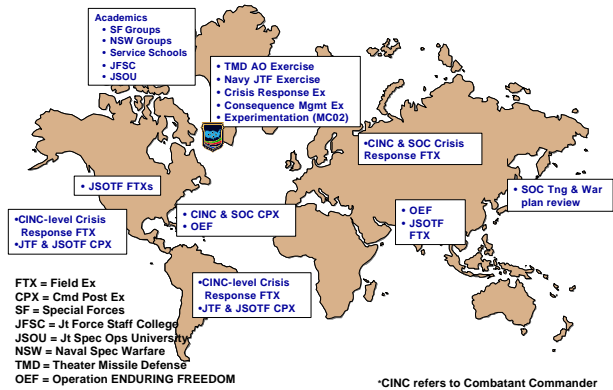 Academics
• SF Groups
• NSW Groups
• Service Schools
• JFSC
• JSOU
• TMD AO Exercise
• Navy JTF Exercise
• Crisis Response Ex
• Consequence Mgmt Ex
• Experimentation (MC02)
•CINC & SOC Crisis
Response FTX
• JSOTF FTXs
• SOC Tng & War
plan review
•CINC-level Crisis
Response FTX
•JTF & JSOTF CPX
• CINC & SOC CPX
• OEF
• OEF
• JSOTF
FTX
•CINC-level Crisis
Response FTX
•JTF & JSOTF CPX
FTX = Field Ex
CPX = Cmd Post Ex
SF = Special Forces
JFSC = Jt Force Staff College
JSOU = Jt Spec Ops University
NSW = Naval Spec Warfare
TMD = Theater Missile Defense
OEF = Operation ENDURING FREEDOM
*CINC refers to Combatant Commander